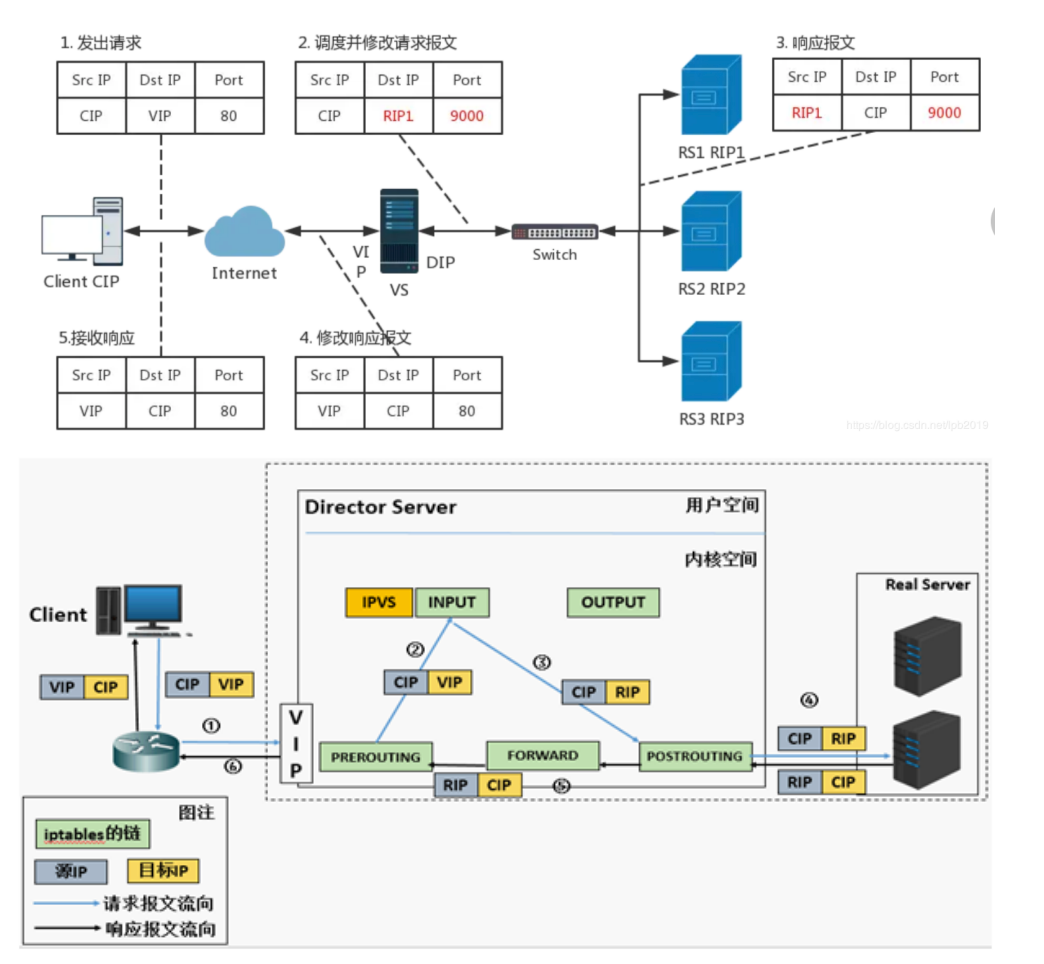 1. 发出请求
Src IP Dst IP Port
CIP VIP 80
2. 调度并修改请求报文
Src IP Dst IP Port
CIP RIP1 9000
3. 响应报文
Src IP Dst IP Port
RIP1 CIP 9000
RS1 RIP1
Client CIP
Internet
VI
P
DIP
VS
Switch
RS2 RIP2
5.接收响应
Src IP Dst IP Port
VIP CIP 80
4. 修改响应报文
Src IP Dst IP Port
VIP CIP 80
RS3 RIP3
https://blog.csdn.net/lpb2019
Director Server
用户空间
内核空间
Real Server
Client
IPVS INPUT
OUTPUT
②
③
CIP VIP
CIP RIP
VIP CIP
CIP VIP
①
⑥
V
I
P
PREROUTING
FORWARD
POSTROUTING
RIP CIP
⑤
④
CIP RIP
RIP CIP
图注
iptables的链
源IP
目标IP
请求报文流向
响应报文流向